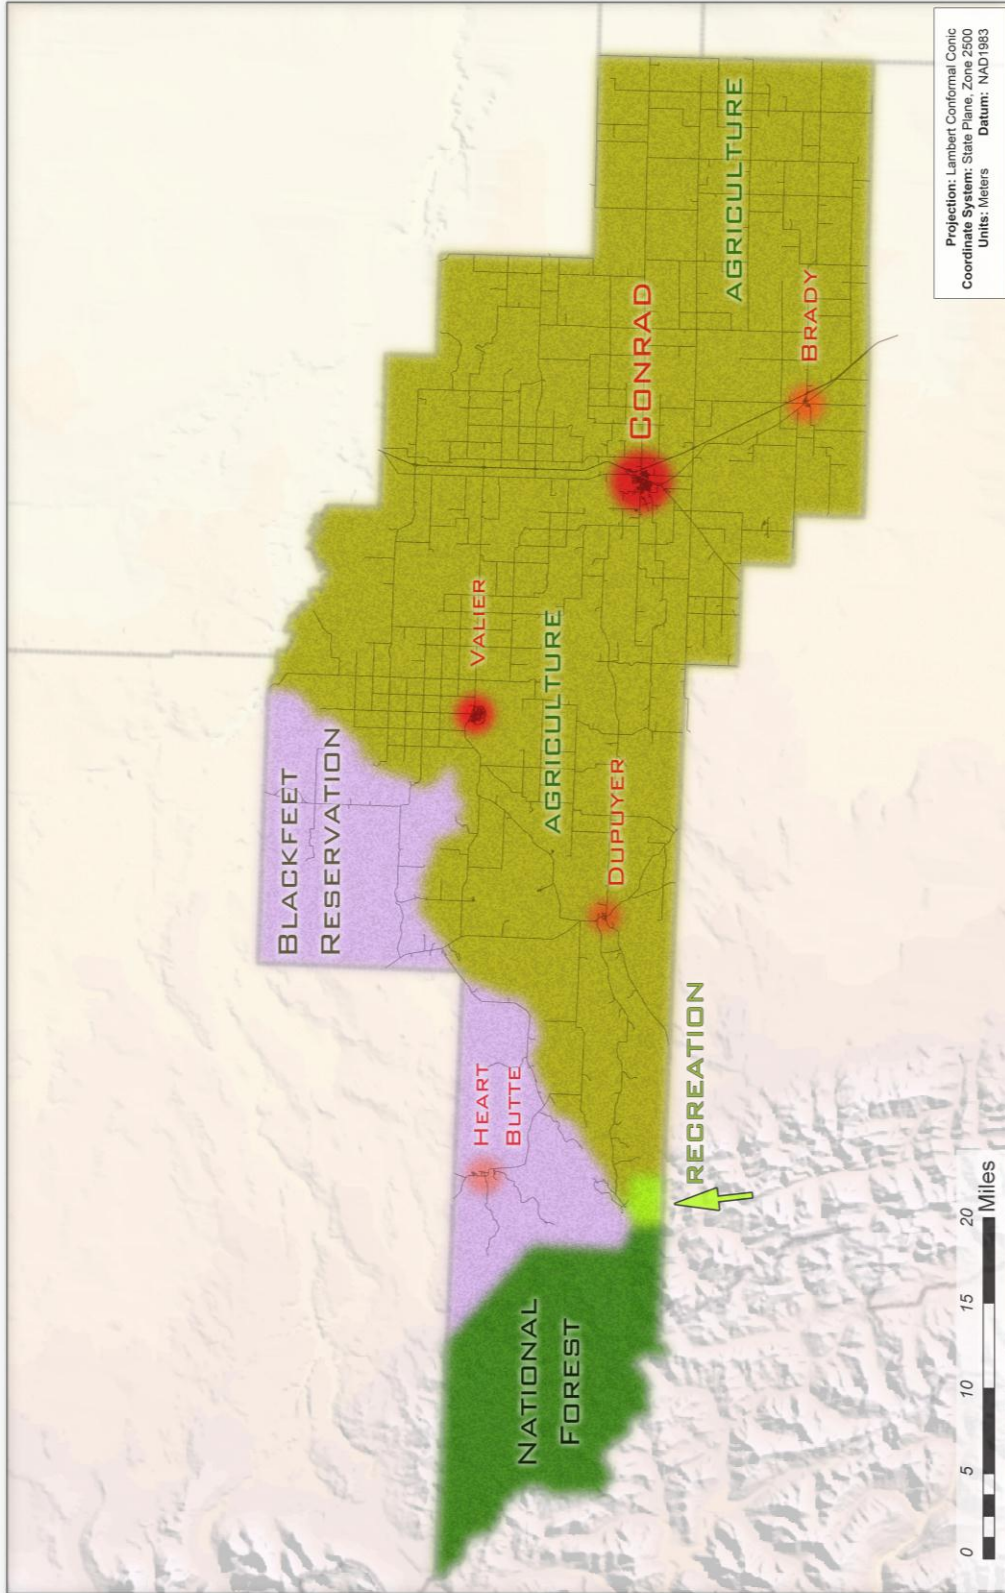 BLACKFEET
RESERVATION
HEART
BUTTE
NATIONAL
FOREST
RECREATION
VALIER
AGRICULTURE
DUPUYER
CONRAD
AGRICULTURE
BRADY
0 5 10 15 20 Miles
Projection: Lambert Conformal Conic
Coordinate System: State Plane, Zone 2500
Units: Meters Datum: NAD1983